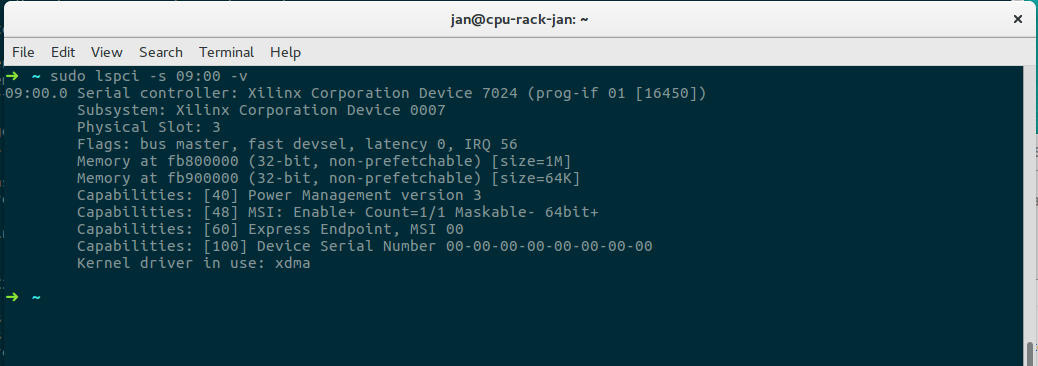 jan@cpu-rack-jan: ~
File Edit View Search Terminal Help
➜ ~ sudo lspci -s 09:00 -v
09:00.0 Serial controller: Xilinx Corporation Device 7024 (prog-if 01 [16450])
Subsystem: Xilinx Corporation Device 0007
Physical Slot: 3
Flags: bus master, fast devsel, latency 0, IRQ 56
Memory at fb800000 (32-bit, non-prefetchable) [size=1M]
Memory at fb900000 (32-bit, non-prefetchable) [size=64K]
Capabilities: [40] Power Management version 3
Capabilities: [48] MSI: Enable+ Count=1/1 Maskable- 64bit+
Capabilities: [60] Express Endpoint, MSI 00
Capabilities: [100] Device Serial Number 00-00-00-00-00-00-00-00
Kernel driver in use: xdma
➜ ~